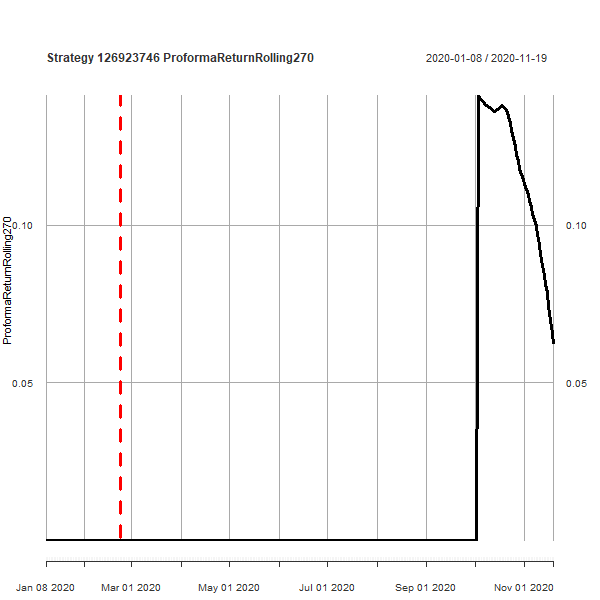 Strategy 126923746 ProformaReturnRolling270
2020-01-08 / 2020-11-19
ProformaReturnRolling270
0.10
0.10
0.05
0.05
Jan 08 2020
Mar 01 2020
May 01 2020
Jul 01 2020
Sep 01 2020
Nov 01 2020